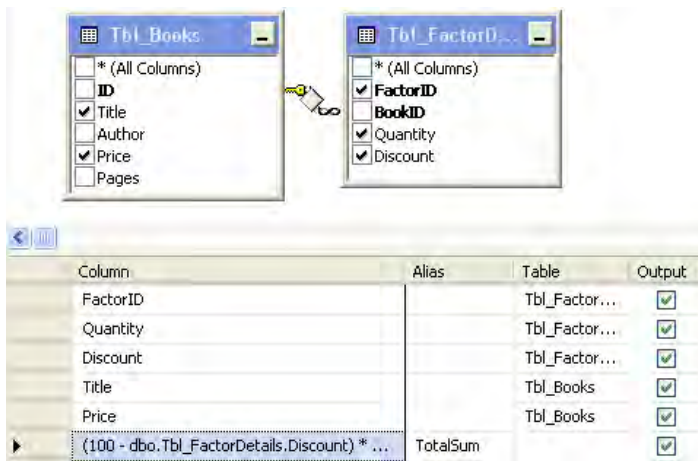 Tbl_Books
* (All Columns)
ID
Title
Author
Price
Pages
Tbl_FactorD...
* (All Columns)
FactorID
BookID
Quantity
Discount
Column Alias Table Output
FactorID Tbl_Factor...
Quantity Tbl_Factor...
Discount Tbl_Factor...
Title Tbl_Books
Price Tbl_Books
(100 - dbo.Tbl_FactorDetails.Discount) * ... TotalSum